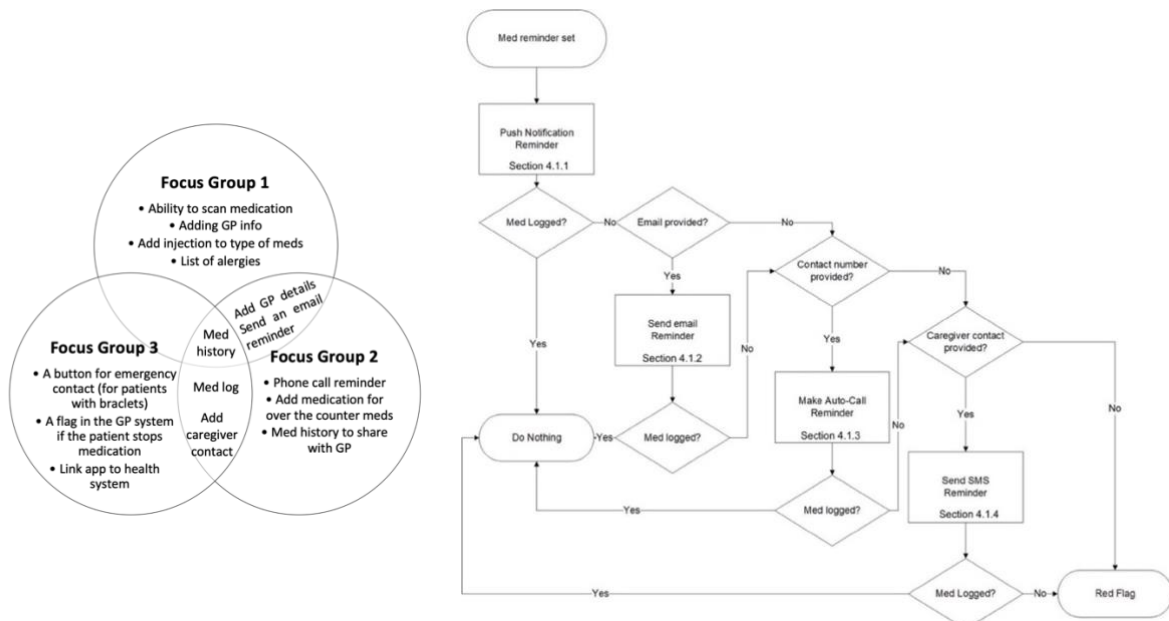 Focus Group 1
• Ability to scan medication
• Adding GP info
• Add injection to type of meds
• List of alergies
Add GP details
Send an email
reminder
Med
history
Focus Group 3
• A button for emergency
contact (for patients
with braclets)
• A flag in the GP system
if the patient stops
medication
• Link app to health
system
Med log
Add
caregiver
contact
Focus Group 2
• Phone call reminder
• Add medication for
over the counter meds
• Med history to share
with GP
Med reminder set
Push Notification
Reminder
Section 4.1.1
Med Logged?
No
Email provided?
No
Yes
Yes
Contact number
provided?
No
Send email
Reminder
Section 4.1.2
No
Yes
Caregiver contact
provided?
Make Auto-Call
Reminder
Section 4.1.3
No
Yes
No
Do Nothing
Yes
Med logged?
Send SMS
Reminder
Section 4.1.4
Med logged?
Yes
Med Logged?
Yes
No
Red Flag